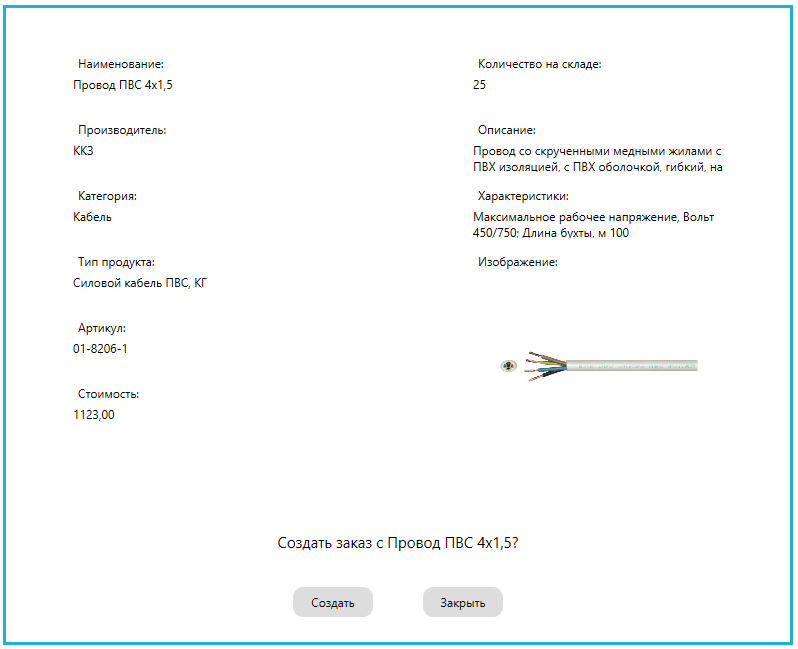 Наименование:
Провод ПВС 4х1,5
Производитель:
ККЗ
Категория:
Кабель
Тип продукта:
Силовой кабель ПВС, КГ
Артикул:
01-8206-1
Стоимость:
1123,00
Количество на складе:
25
Описание:
Провод со скрученными медными жилами с
ПВХ изоляцией, с ПВХ оболочкой, гибкий, на
Характеристики:
Максимальное рабочее напряжение, Вольт
450/750; Длина бухты, м 100
Изображение:
Создать заказ с Провод ПВС 4х1,5?
Создать
Закрыть